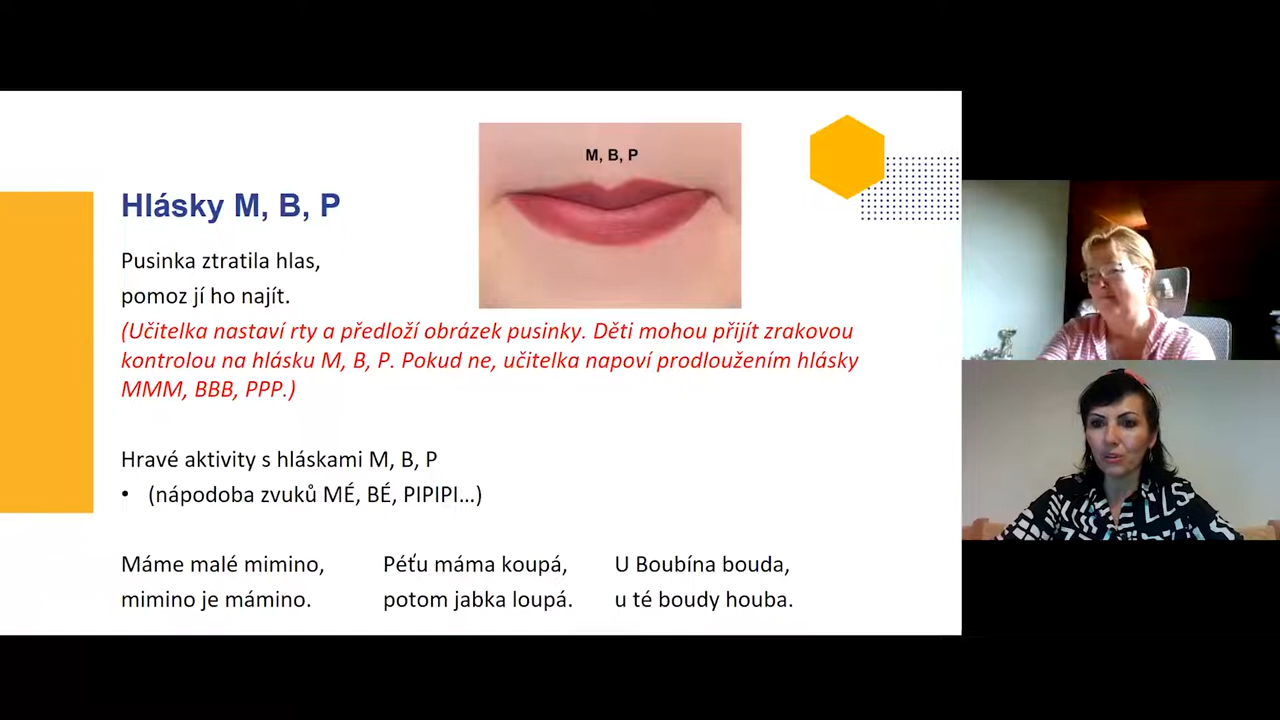 M, B, P
Hlásky M, B, P
Pusinka ztratila hlas,
pomoz jí ho najít.
(Učitelka nastaví rty a předloží obrázek pusinky. Děti mohou přijít zrakovou
kontrolou na hlásku M, B, P. Pokud ne, učitelka napoví prodloužením hlásky
MMM, BBB, PPP.)
Hravé aktivity s hláskami M, B, P
• (nápodoba zvuků MÉ, BÉ, PIPIPI…)
Máme malé mimino,
mimino je mámino.
Péťu máma koupá,
potom jabka loupá.
U Boubína bouda,
u té boudy houba.